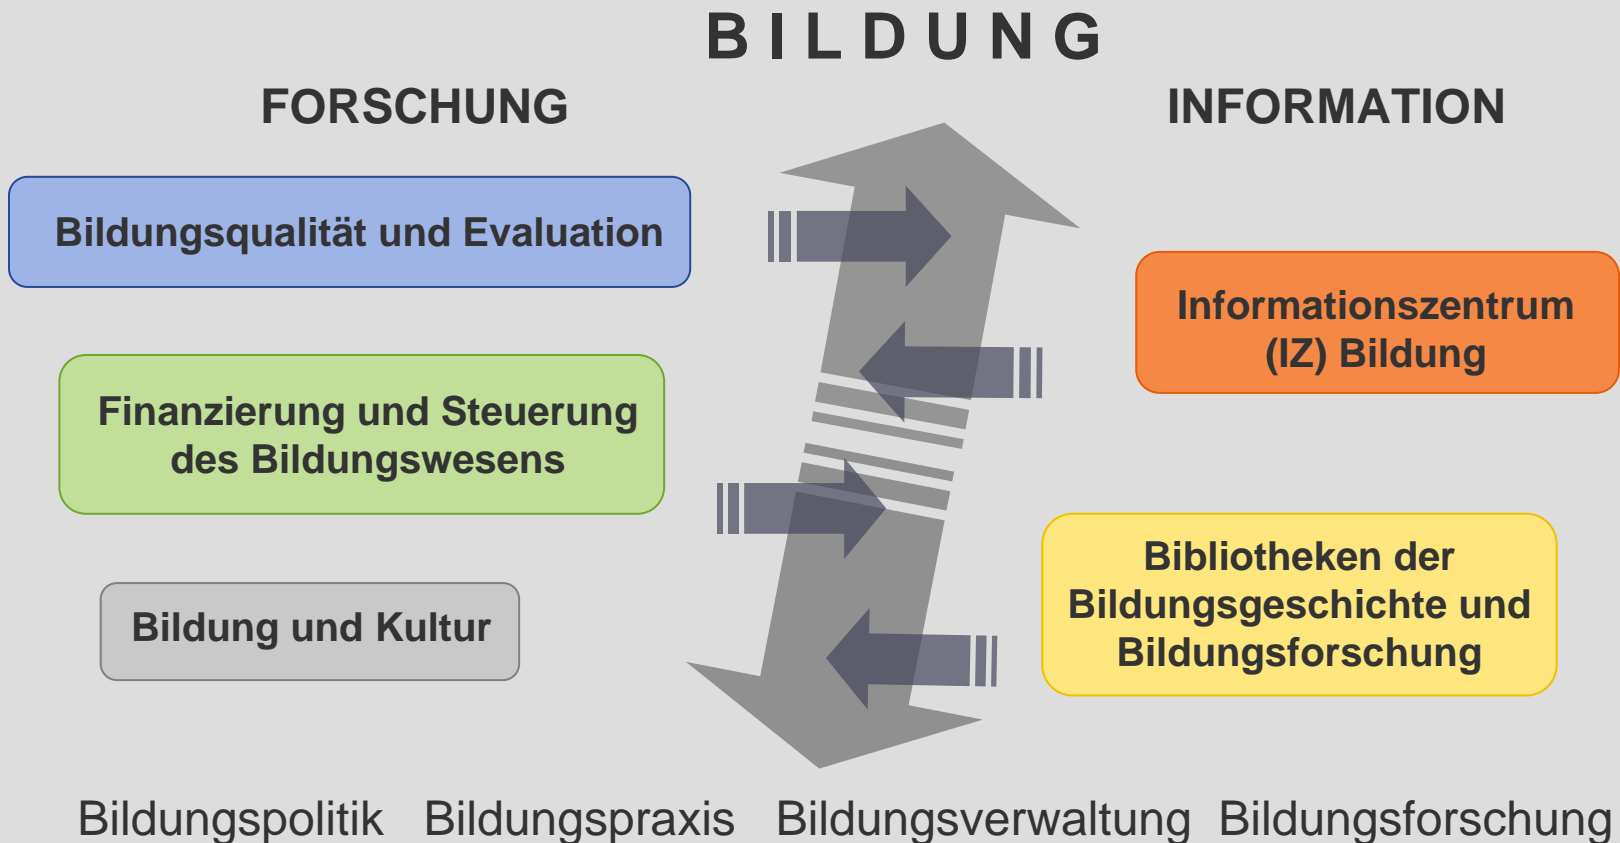 B I L D U N G
FORSCHUNG
INFORMATION
Bildungsqualität und Evaluation
Finanzierung und Steuerung
des Bildungswesens
Bildung und Kultur
Informationszentrum
(IZ) Bildung
Bibliotheken der
Bildungsgeschichte und
Bildungsforschung
Bildungspolitik Bildungspraxis Bildungsverwaltung Bildungsforschung